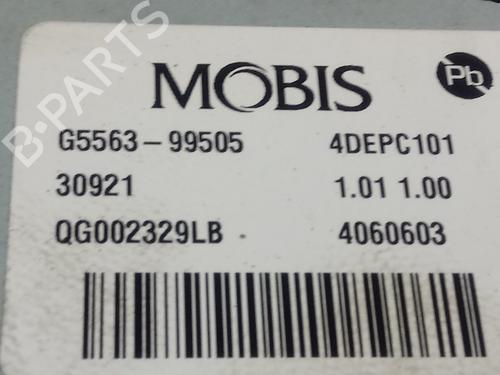 MOBIS
Pb
G5563-99505 4DEPC101
30921 1.01 1.00
QG002329LB 4060603
B-PARTS